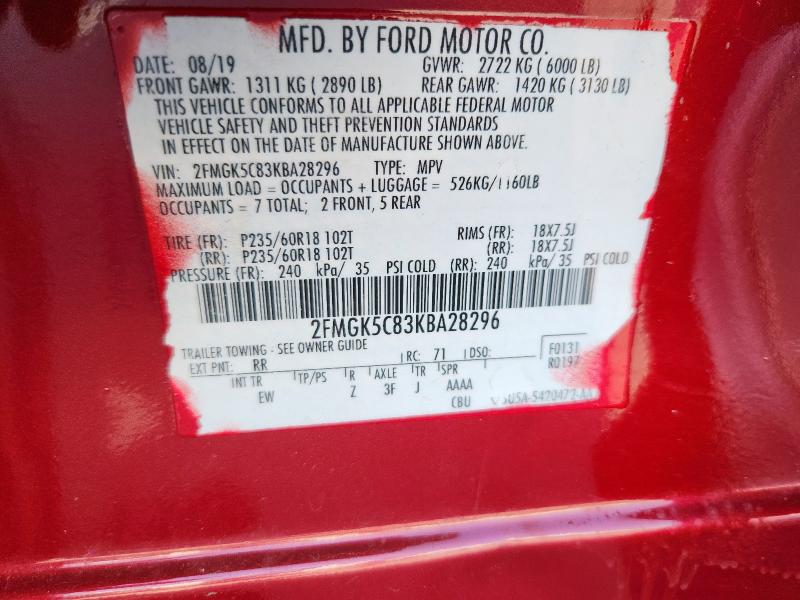 MFD. BY FORD MOTOR CO.
DATE: 08/19 GVWR: 2722 KG ( 6000 LB)
FRONT GAWR: 1311 KG ( 2890 LB) REAR GAWR: 1420 KG ( 3130 LB)
THIS VEHICLE CONFORMS TO ALL APPLICABLE FEDERAL MOTOR
VEHICLE SAFETY AND THEFT PREVENTION STANDARDS
IN EFFECT ON THE DATE OF MANUFACTURE SHOWN ABOVE.
VIN: 2FMGK5C83KBA28296 TYPE: MPV
MAXIMUM LOAD = OCCUPANTS + LUGGAGE = 526KG/1160LB
OCCUPANTS = 7 TOTAL; 2 FRONT, 5 REAR
TIRE (FR): P235/60R18 102T RIMS (FR): 18X7.5J
(RR): P235/60R18 102T (RR): 18X7.5J
PRESSURE (FR): 240 kPa/ 35 PSI COLD (RR): 240 kPa/ 35 PSI COLD
2FMGK5C83KBA28296
TRAILER TOWING - SEE OWNER GUIDE
EXT PNT: RR RC: 71 DSO: F0131
R0197
INT TR TP/PS R AXLE TR SPR
EW Z 3F J AAAA
CBU